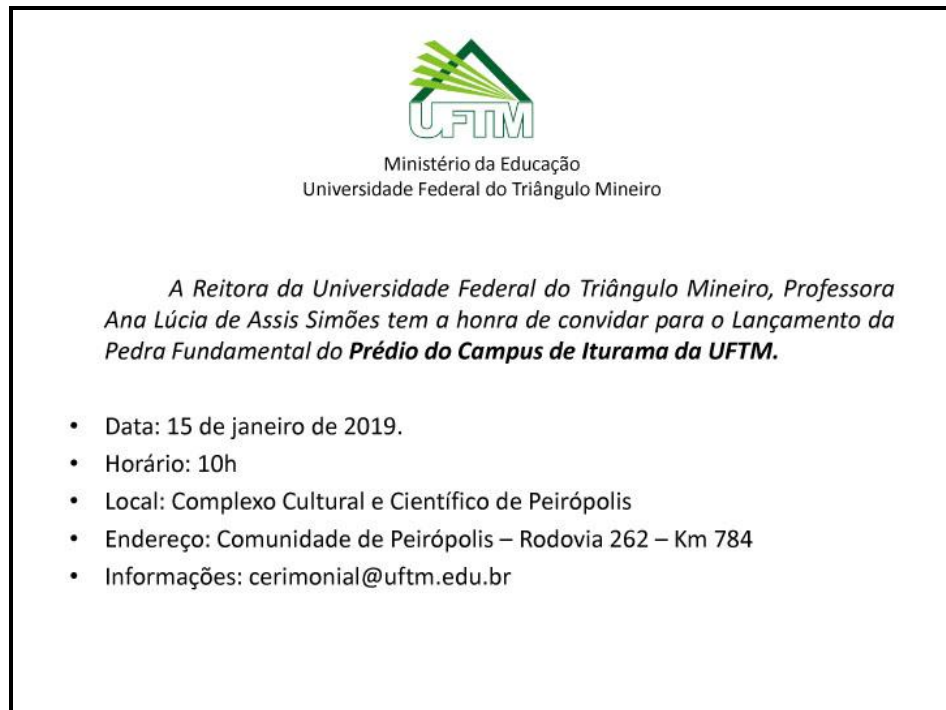 UFTM
Ministério da Educação
Universidade Federal do Triângulo Mineiro
A Reitora da Universidade Federal do Triângulo Mineiro, Professora
Ana Lúcia de Assis Simões tem a honra de convidar para o Lançamento da
Pedra Fundamental do Prédio do Campus de Iturama da UFTM.
• Data: 15 de janeiro de 2019.
• Horário: 10h
• Local: Complexo Cultural e Científico de Peirópolis
• Endereço: Comunidade de Peirópolis – Rodovia 262 – Km 784
• Informações: cerimonial@uftm.edu.br